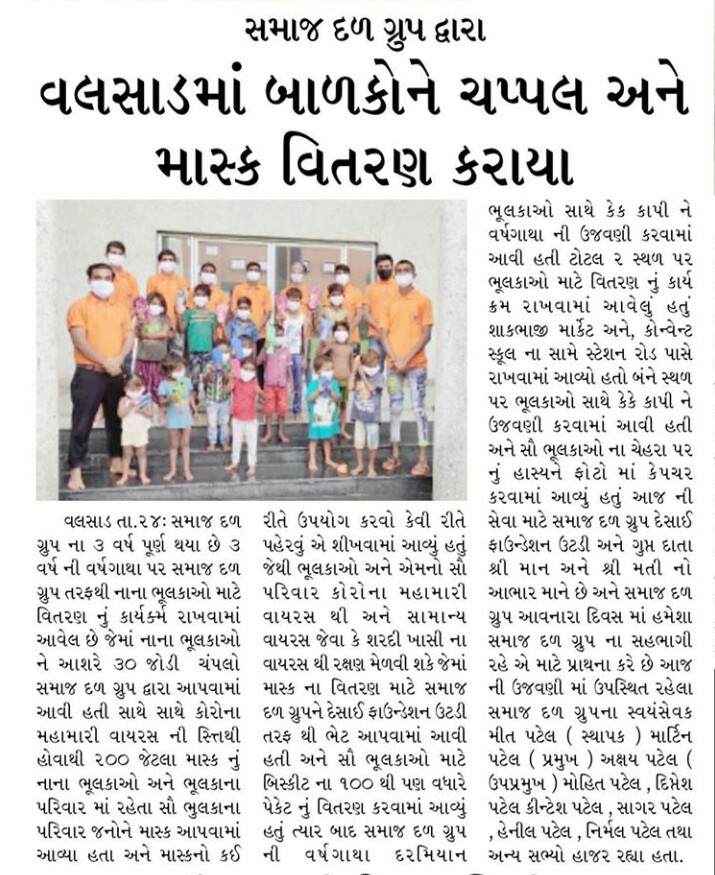 સમાજ દળ ગ્રુપ દ્વારા
વલસાડમાં બાળકોને ચપ્પલ અને
માસ્ક વિતરણ કરાયા
વલસાડ તા.૨૪: સમાજ દળ
ગ્રુપ ના ૩ વર્ષ પૂર્ણ થયા છે ૩
વર્ષ ની વર્ષગાથા પર સમાજ દળ
ગ્રુપ તરફથી નાના ભૂલકાઓ માટે
વિતરણ નું કાર્યક્રમે રાખવામાં
આવેલ છે જેમાં નાના ભૂલકાઓ
ને આશરે ૩૦ જોડી ચંપલો
સમાજ દળ ગ્રુપ દ્વારા આપવામાં
આવી હતી સાથે સાથે કોરોના
મહામારી વાયરસ ની સ્ત્તિથી
હોવાથી ૨૦૦ જેટલા માસ્ક નું
નાના ભૂલકાઓ અને ભૂલકાના
પરિવાર માં રહેતા સૌ ભુલકાના
પરિવાર જનોને માસ્ક આપવામાં
આવ્યા હતા અને માસ્કનો કઈ
રીતે ઉપયોગ કરવો કેવી રીતે
પહેરવું એ શીખવામાં આવ્યું હતું
જેથી ભૂલકાઓ અને એમનો સૌ
પરિવાર કોરોના મહામારી
વાયરસ થી અને સામાન્ય
વાયરસ જેવા કે શરદી ખાસી ના
વાયરસ થી રક્ષણ મેળવી શકે જેમાં
માસ્ક ના વિતરણ માટે સમાજ
દળ ગ્રુપને દેસાઈ ફાઉન્ડેશન ઉટડી
તરફ થી ભેટ આપવામાં આવી
હતી અને સૌ ભૂલકાઓ માટે
બિસ્કીટ ના ૧૦૦ થી પણ વધારે
પેકેટ નું વિતરણ કરવામાં આવ્યું
હતું ત્યાર બાદ સમાજ દળ ગ્રુપ
ની વર્ષગાથા દરમિયાન
ભૂલકાઓ સાથે કેક કાપી ને
વર્ષગાથા ની ઉજવણી કરવામાં
આવી હતી ટોટલ ૨ સ્થળ પર
ભૂલકાઓ માટે વિતરણ નું કાર્ય
ક્રમ રાખવામાં આવેલું હતું
શાકભાજી માર્કેટ અને, કોન્વેન્ટ
સ્કૂલ ના સામે સ્ટેશન રોડ પાસે
રાખવામાં આવ્યો હતો બંને સ્થળ
પર ભૂલકાઓ સાથે કેકે કાપી ને
ઉજવણી કરવામાં આવી હતી
અને સૌ ભૂલકાઓ ના ચેહરા પર
નું હાસ્યને ફોટો માં કેપચર
કરવામાં આવ્યું હતું આજ ની
સેવા માટે સમાજ દળ ગ્રુપ દેસાઈ
ફાઉન્ડેશન ઉટડી અને ગુપ્ત દાતા
શ્રી માન અને શ્રી મતી નો
આભાર માને છે અને સમાજ દળ
ગ્રુપ આવનારા દિવસ માં હમેશા
સમાજ દળ ગ્રુપ ના સહભાગી
રહે એ માટે પ્રાથના કરે છે આજ
ની ઉજવણી માં ઉપસ્થિત રહેલા
સમાજ દળ ગ્રુપના સ્વયંસેવક
મીત પટેલ ( સ્થાપક ) માર્ટિન
પટેલ ( પ્રમુખ ) અક્ષય પટેલ (
ઉપપ્રમુખ ) મોહિત પટેલ , દિમ્પેશ
પટેલ કીન્ટેશ પટેલ , સાગર પટેલ
, હેનીલ પટેલ , નિર્મલ પટેલ તથા
અન્ય સભ્યો હાજર રહ્યા હતા.